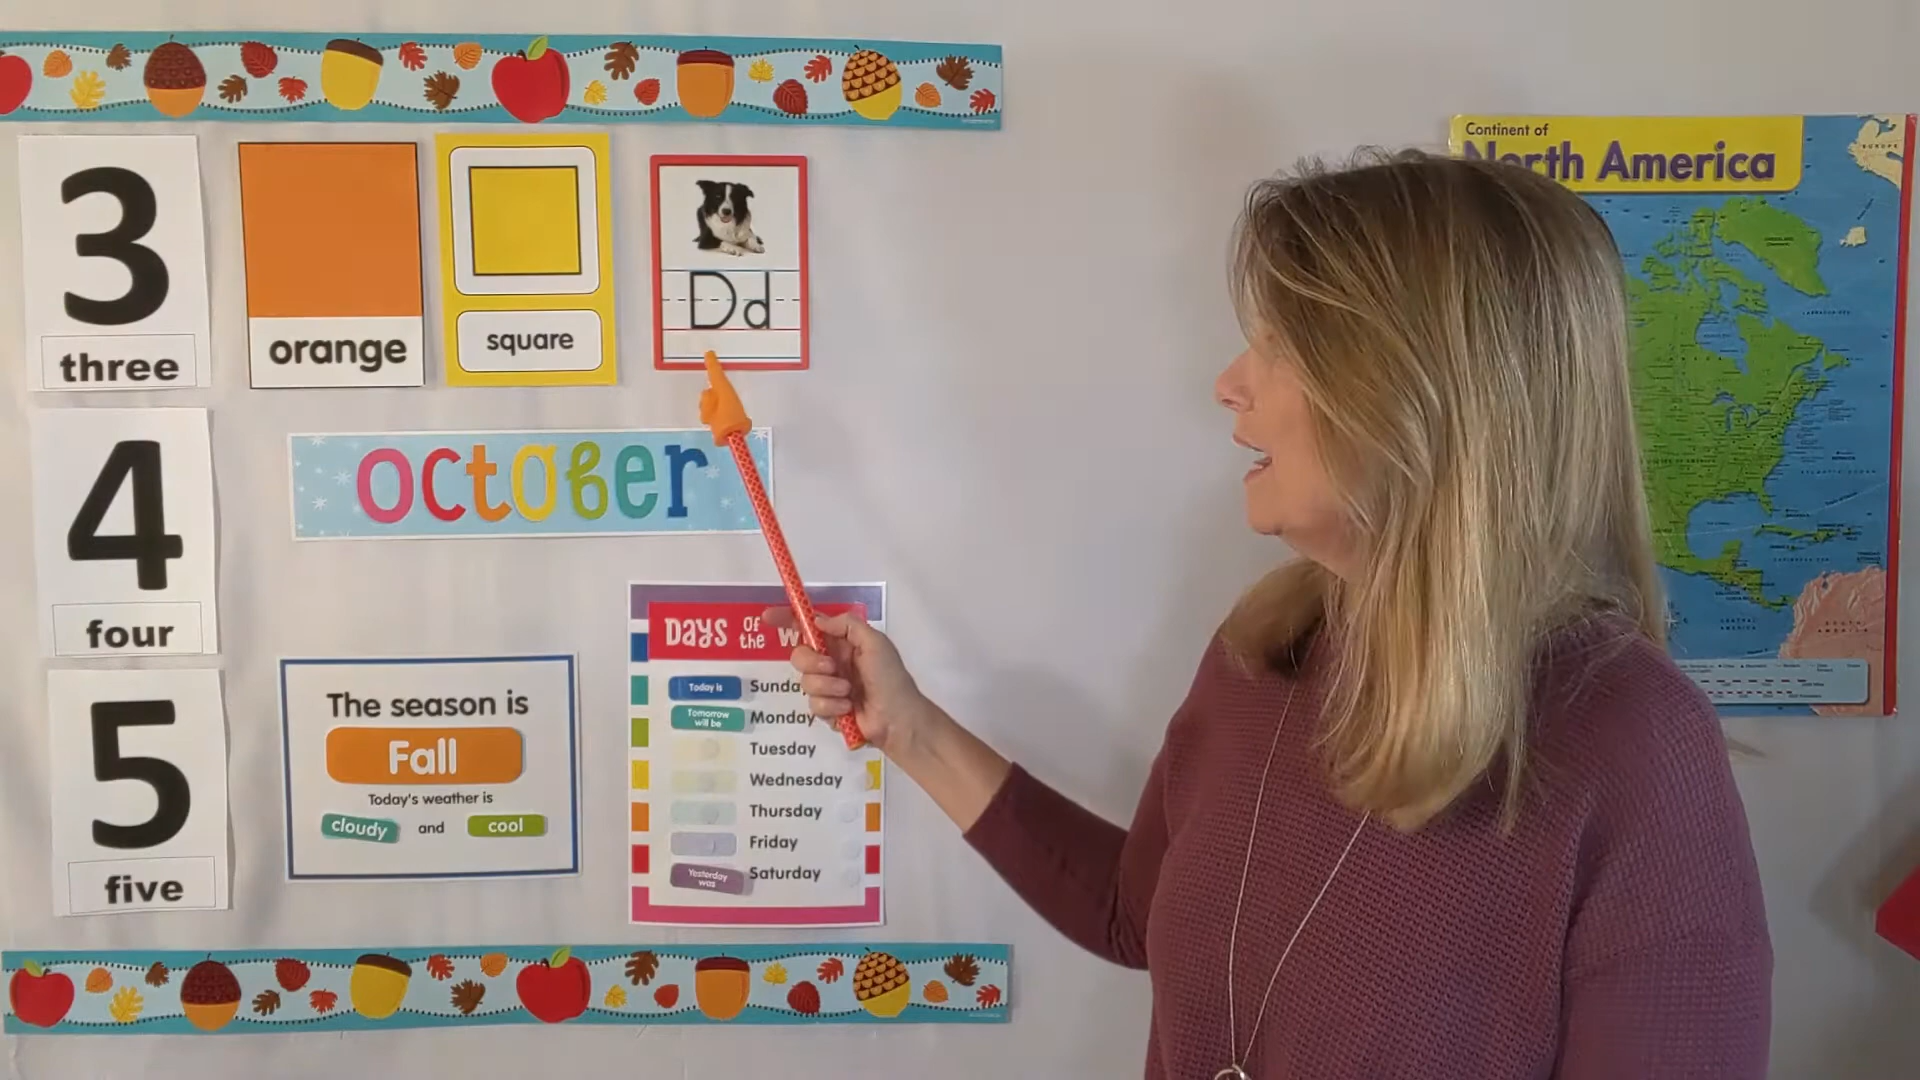 3
three
orange
square
Dd
4
four
October
5
five
The season is
Fall
Today's weather is
cloudy and cool
Days of the
Today is Sunday
Tomorrow will be Monday
Tuesday
Wednesday
Thursday
Friday
Yesterday was Saturday
Continent of
North America
EUROPE